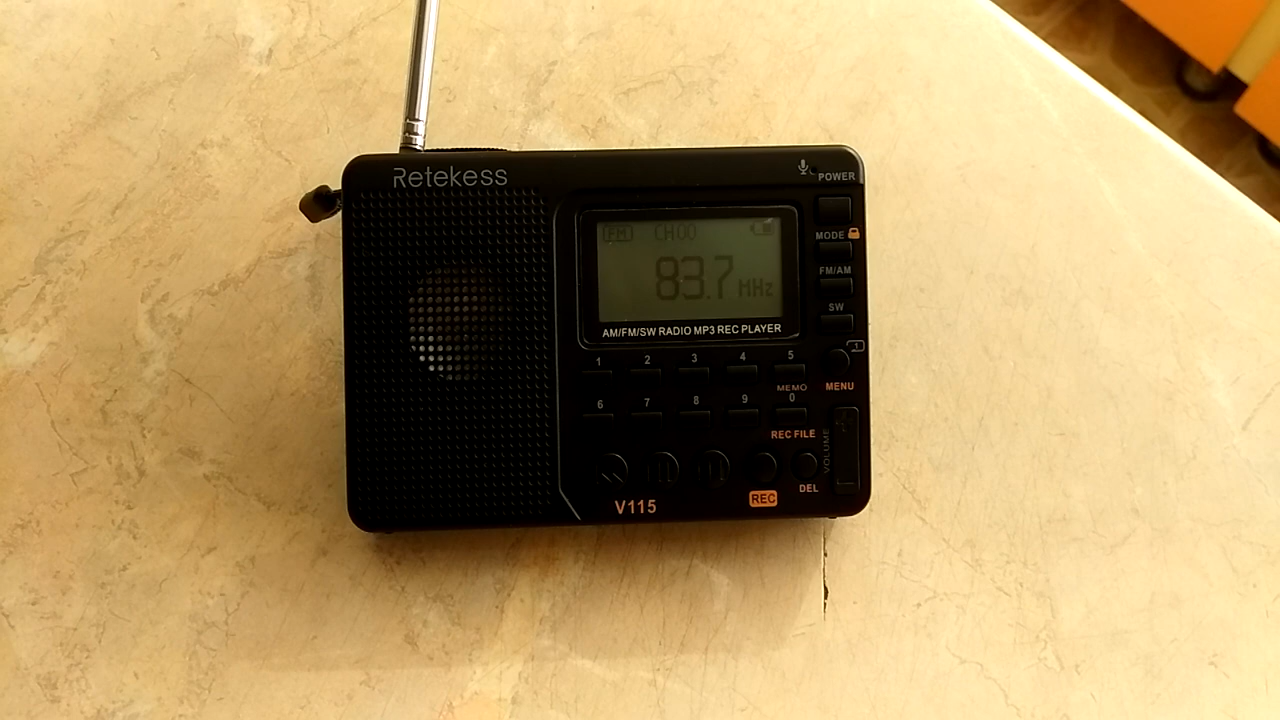 Retekess
POWER
MODE
FM/AM
SW
FM CH00
83.7 MHz
AM/FM/SW RADIO MP3 REC PLAYER
1 2 3 4 5
MENU
MEMO
6 7 8 9 0
REC FILE
VOLUME
DEL
REC
V115